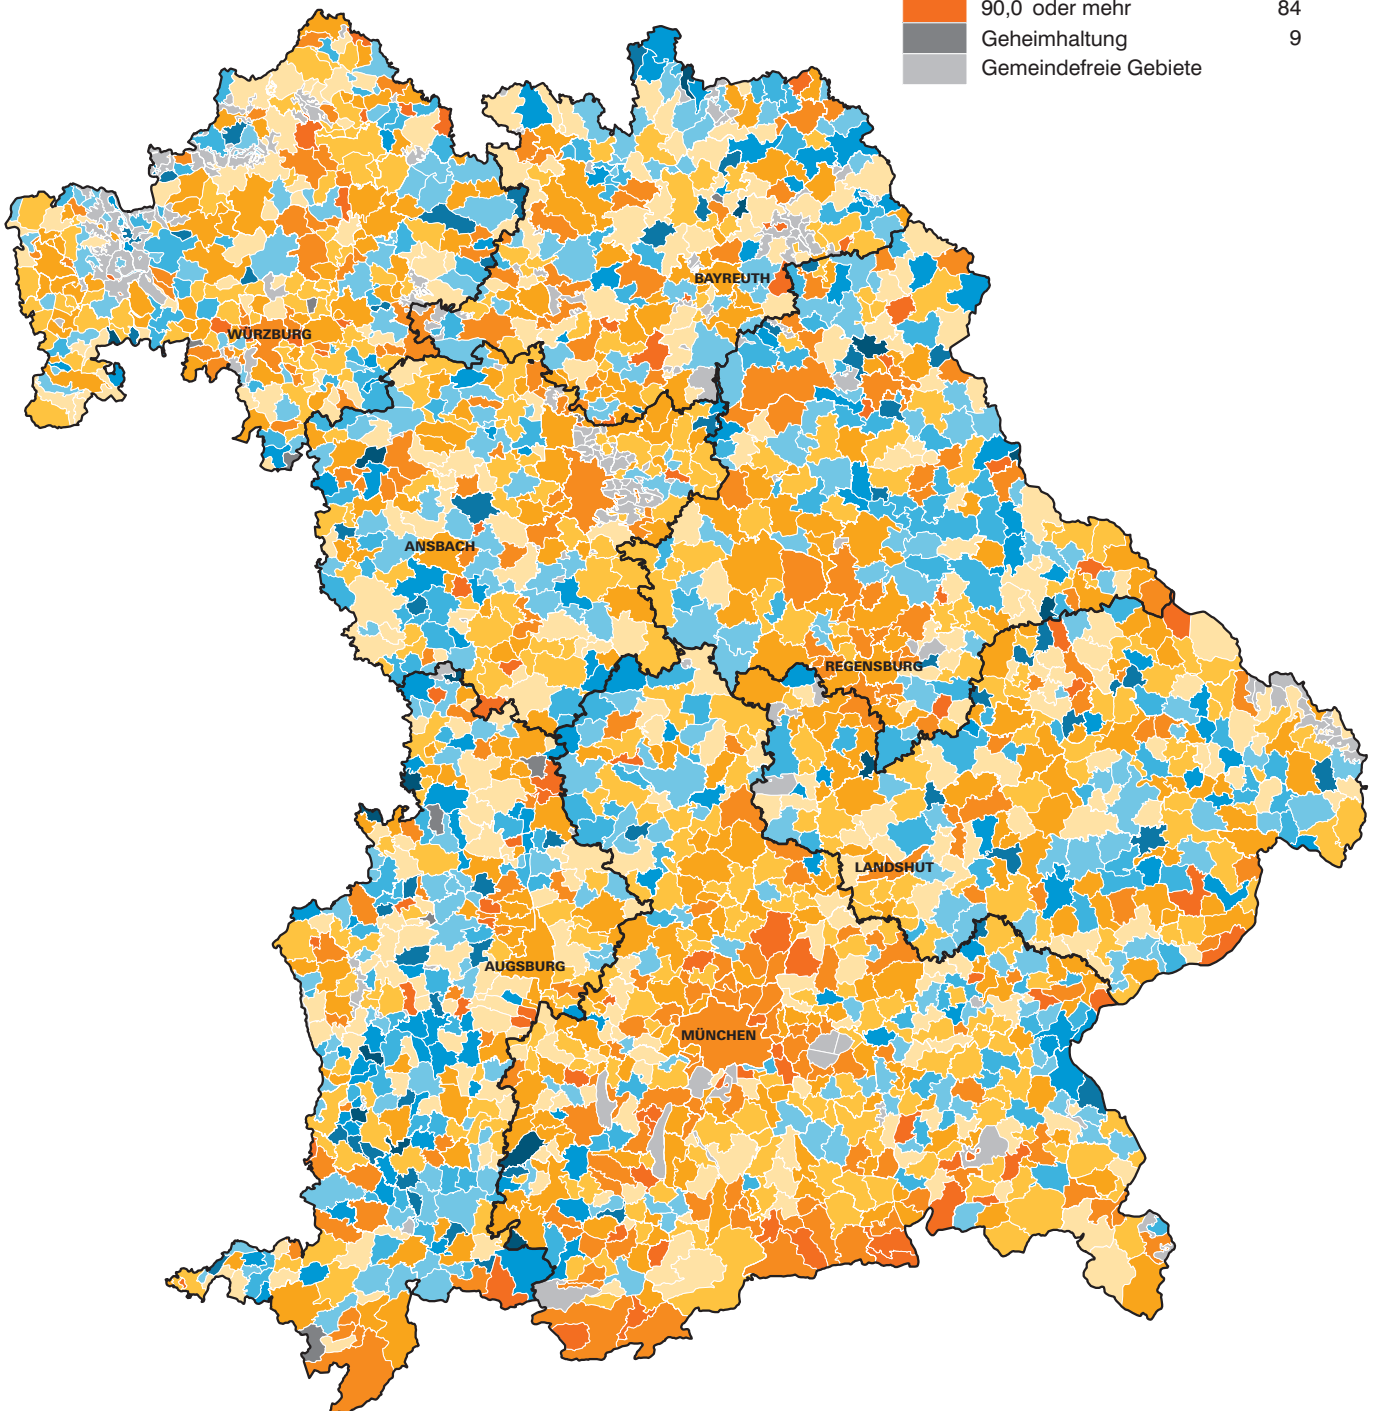 90,0 oder mehr 84
Geheimhaltung 9
Gemeindefreie Gebiete
BAYREUTH
WÜRZBURG
ANSBACH
REGENSBURG
LANDSHUT
AUGSBURG
MÜNCHEN